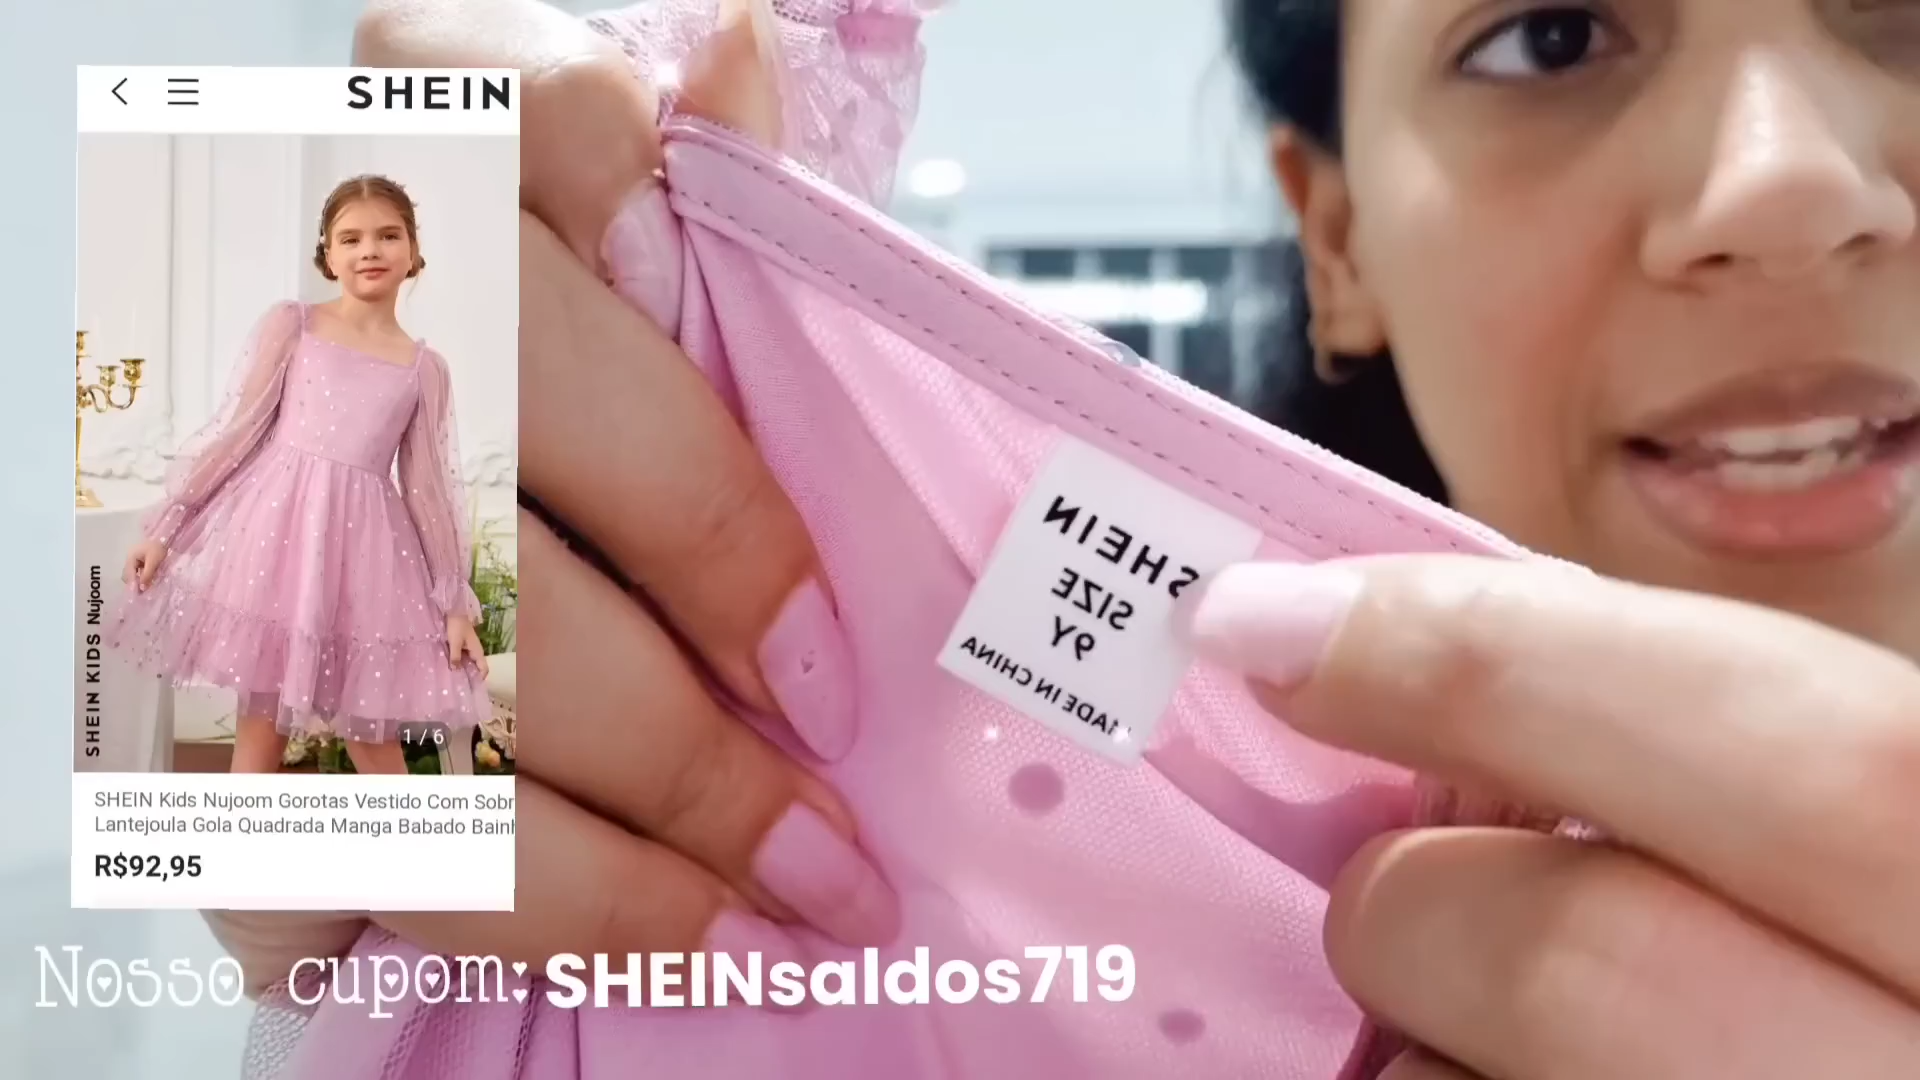 SHEIN
SHEIN KIDS Nujoom
1/6
SHEIN Kids Nujoom Gorotas Vestido Com Sobr
Lantejoula Gola Quadrada Manga Babado Bainh
R$92,95
SHEIN
SIZE
9Y
MADE IN CHINA
Nosso cupom: SHEINsaldos719